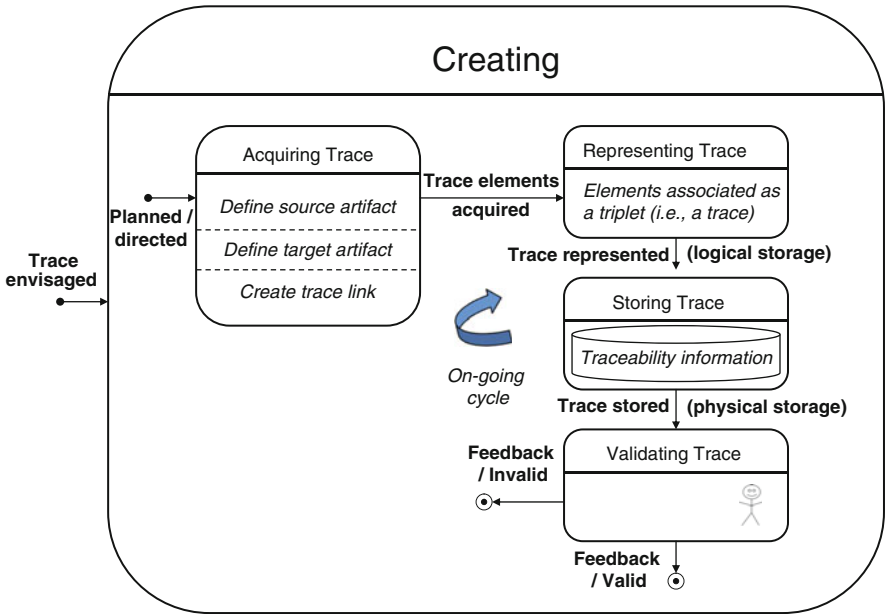 Creating
Acquiring Trace
Define source artifact
Define target artifact
Create trace link
Planned /
directed
Trace
envisaged
Trace elements
acquired
Representing Trace
Elements associated as
a triplet (i.e., a trace)
Trace represented (logical storage)
Storing Trace
Traceability information
On-going
cycle
Trace stored (physical storage)
Validating Trace
Feedback
/ Invalid
Feedback
/ Valid